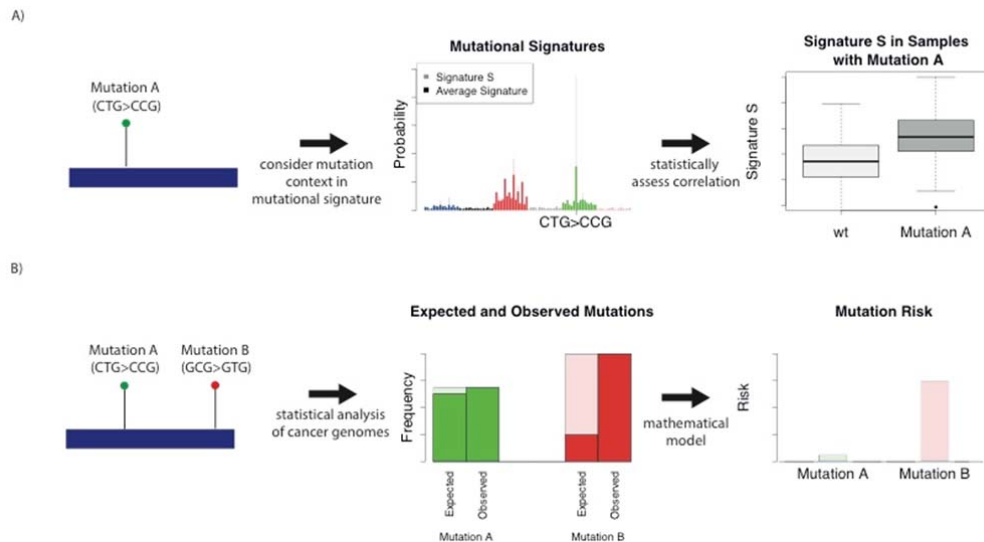 A)
Mutation A
(CTG>CCG)
consider mutation
context in
mutational signature
Mutational Signatures
Signature S
Average Signature
Probability
CTG>CCG
statistically
assess correlation
Signature S in Samples
with Mutation A
Signature S
wt
Mutation A
B)
Mutation A
(CTG>CCG)
Mutation B
(GCG>GTG)
statistical analysis
of cancer genomes
Expected and Observed Mutations
Frequency
Expected
Observed
Mutation A
Expected
Observed
Mutation B
mathematical
model
Mutation Risk
Risk
Mutation A
Mutation B